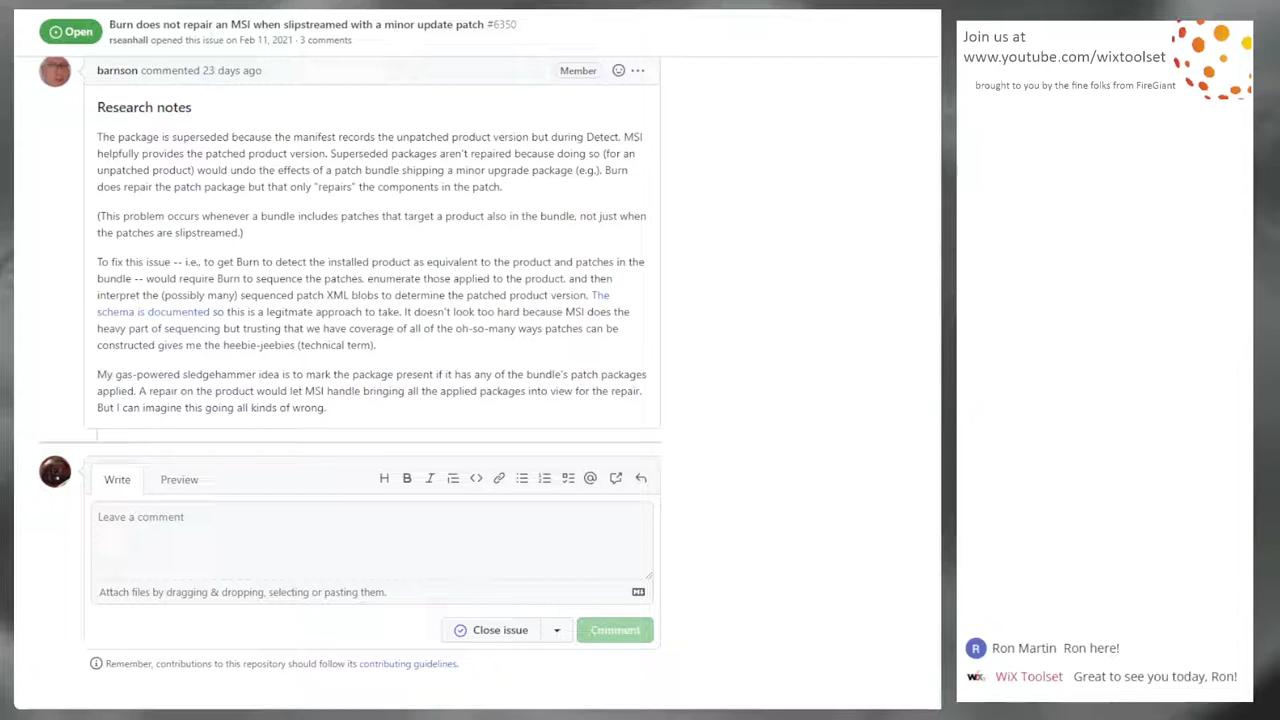 Open
Burn does not repair an MSI when slipstreamed with a minor update patch #6350
rseanhall opened this issue on Feb 11, 2021 · 3 comments
barnson commented 23 days ago
Member
Research notes
The package is superseded because the manifest records the unpatched product version but during Detect. MSI
helpfully provides the patched product version. Superseded packages aren't repaired because doing so (for an
unpatched product) would undo the effects of a patch bundle shipping a minor upgrade package (e.g.). Burn
does repair the patch package but that only "repairs" the components in the patch.
(This problem occurs whenever a bundle includes patches that target a product also in the bundle, not just when
the patches are slipstreamed.)
To fix this issue -- i.e., to get Burn to detect the installed product as equivalent to the product and patches in the
bundle -- would require Burn to sequence the patches, enumerate those applied to the product, and then
interpret the (possibly many) sequenced patch XML blobs to determine the patched product version. The
schema is documented so this is a legitmate approach to take. It doesn't look too hard because MSI does the
heavy part of sequencing but trusting that we have coverage of all of the oh-so-many ways patches can be
constructed gives me the heebie-jeebies (technical term).
My gas-powered sledgehammer idea is to mark the package present if it has any of the bundle's patch packages
applied. A repair on the product would let MSI handle bringing all the applied packages into view for the repair.
But I can imagine this going all kinds of wrong.
Write
Preview
Leave a comment
Attach files by dragging & dropping, selecting or pasting them.
Close issue
Comment
Remember, contributions to this repository should follow its contributing guidelines.
Join us at
www.youtube.com/wixtoolset
brought to you by the fine folks from FireGiant
R Ron Martin Ron here!
WiX WiX Toolset Great to see you today, Ron!